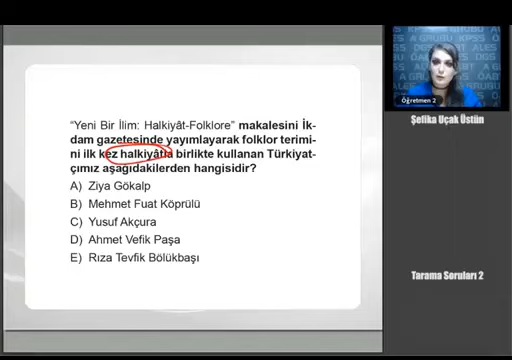 "Yeni Bir İlim: Halkiyât-Folklore" makalesini İk-
dam gazetesinde yayımlayarak folklor terimi-
ni ilk kez halkiyâtla birlikte kullanan Türkiyat-
çımız aşağıdakilerden hangisidir?
A) Ziya Gökalp
B) Mehmet Fuat Köprülü
C) Yusuf Akçura
D) Ahmet Vefik Paşa
E) Rıza Tevfik Bölükbaşı
Öğretmen 2
Şefika Uçak Üstün
Tarama Soruları 2